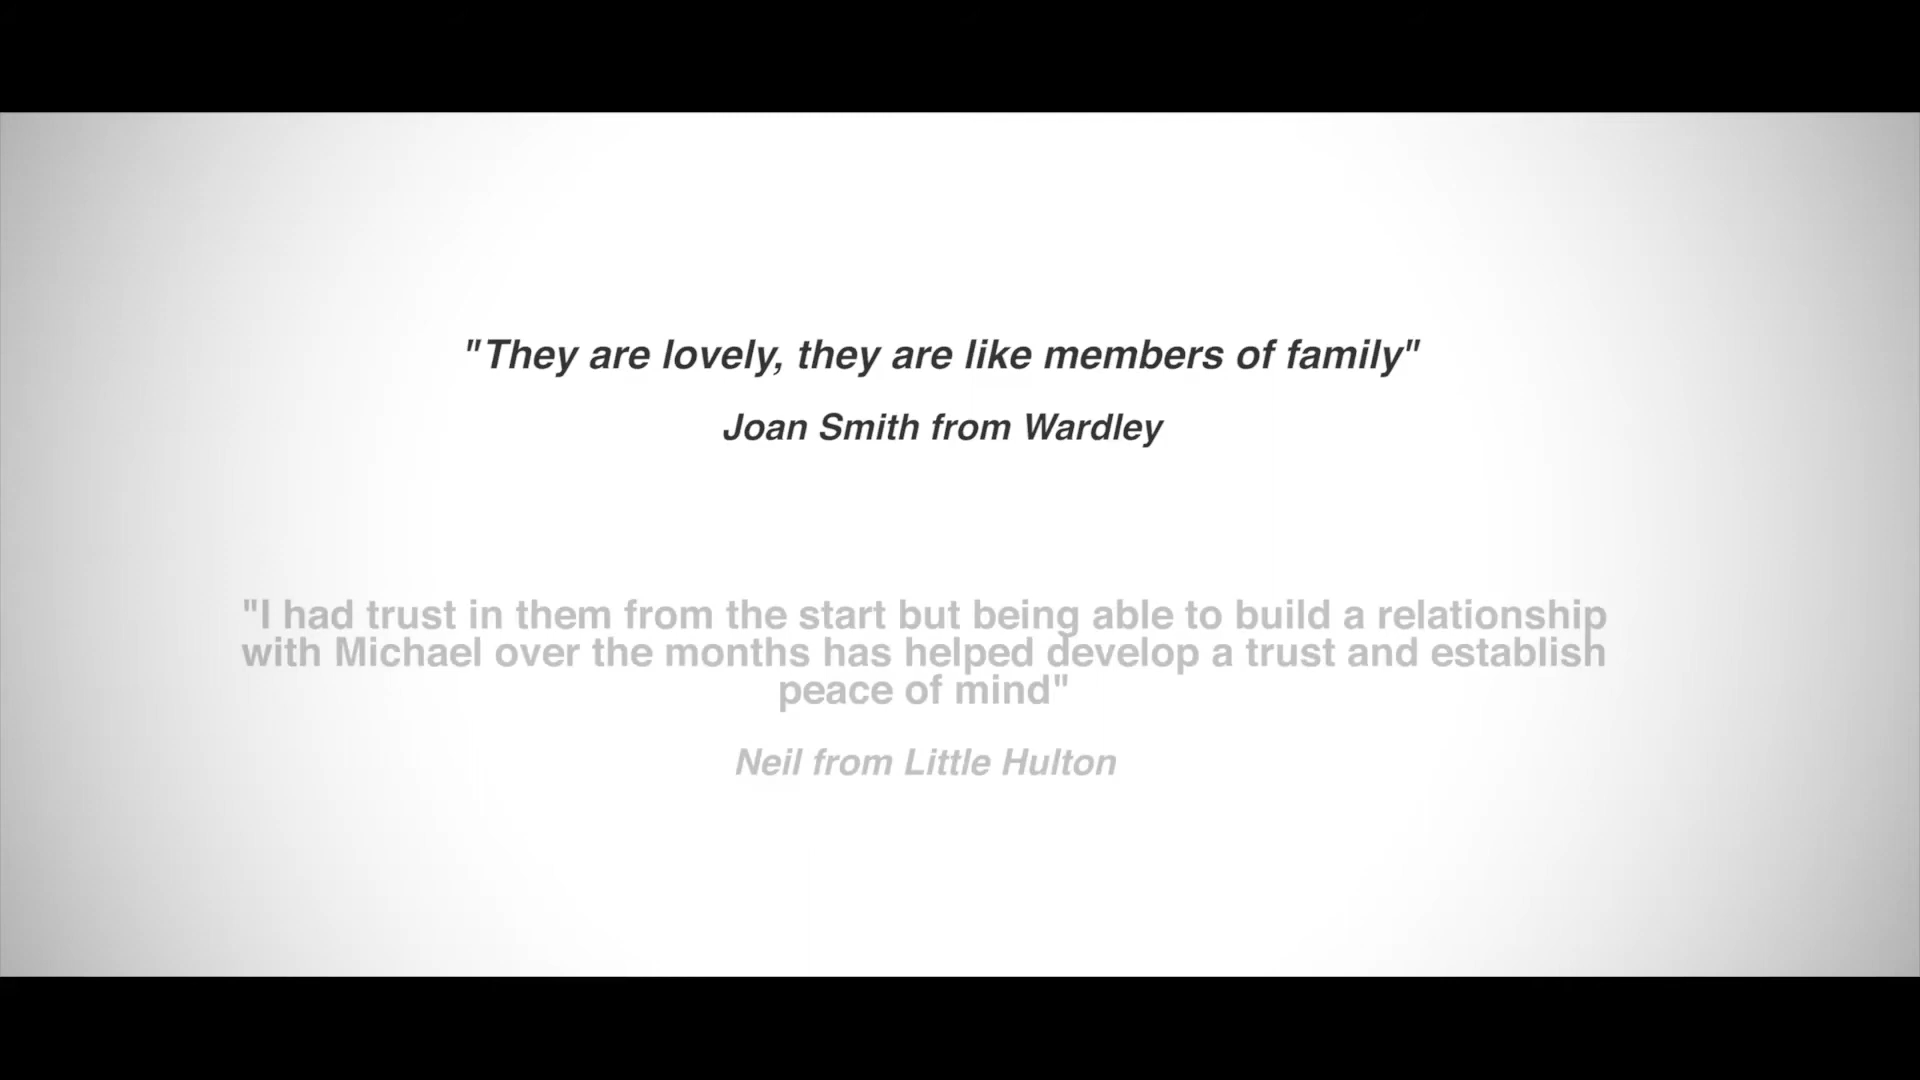 "They are lovely, they are like members of family"
Joan Smith from Wardley
"I had trust in them from the start but being able to build a relationship
with Michael over the months has helped develop a trust and establish
peace of mind"
Neil from Little Hulton